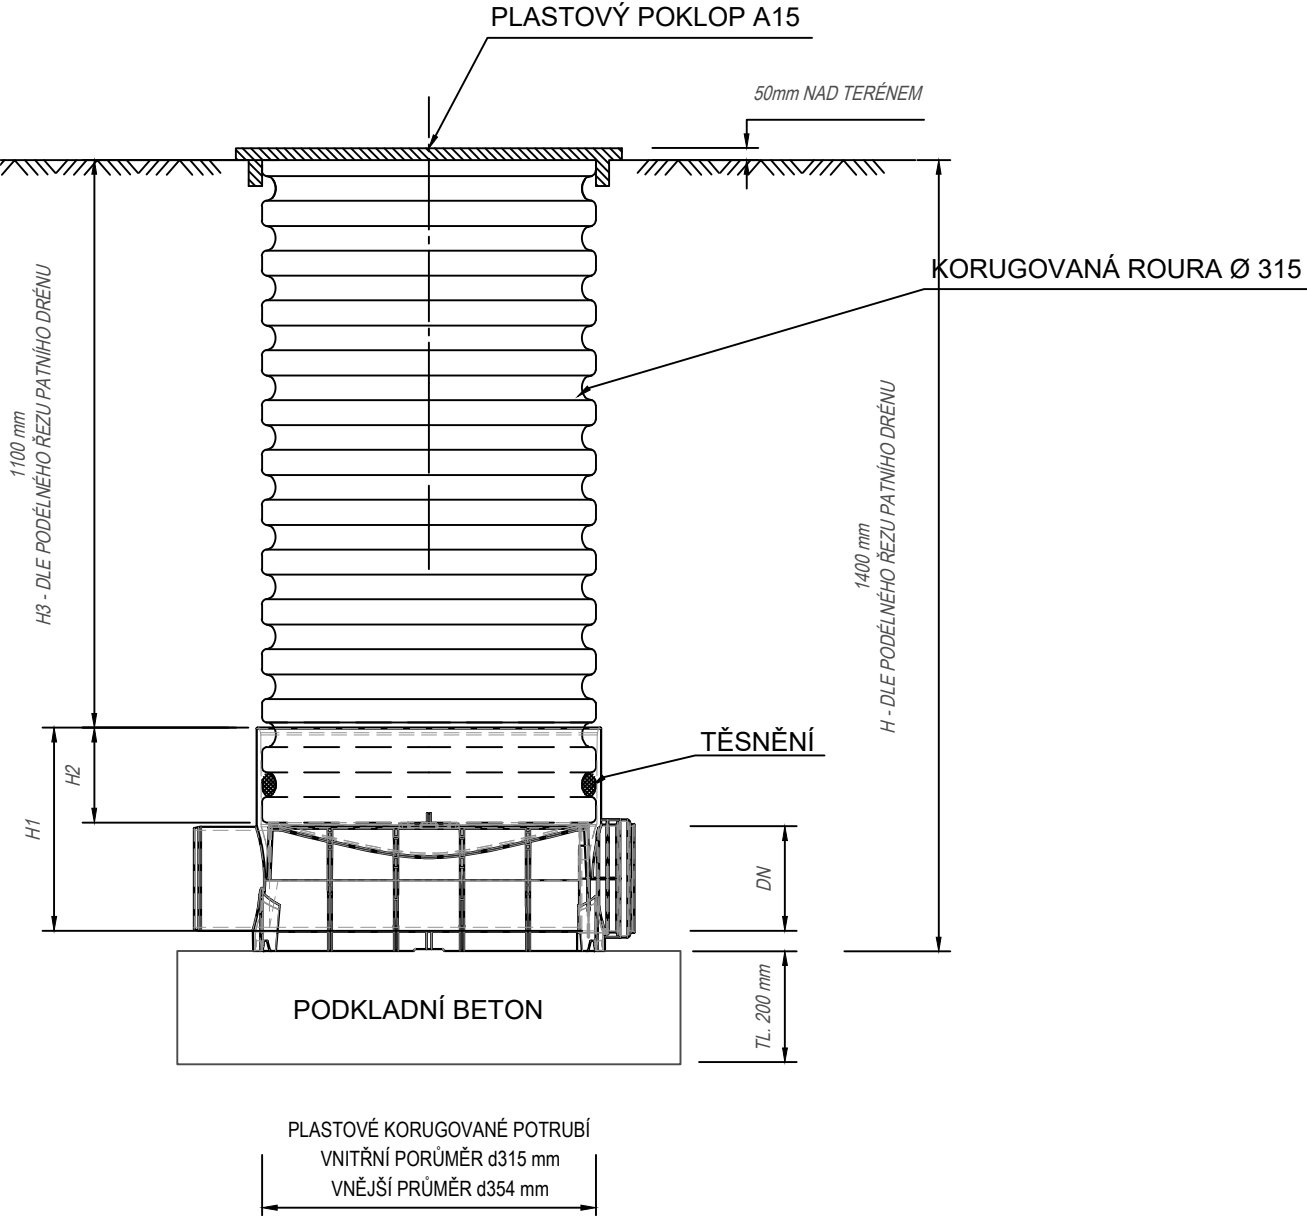 PLASTOVÝ POKLOP A15
50mm NAD TERÉNEM
KORUGOVANÁ ROURA Ø 315
1100 mm
H3 - DLE PODÉLNÉHO ŘEZU PATNÍHO DRÉNU
1400 mm
H - DLE PODÉLNÉHO ŘEZU PATNÍHO DRÉNU
TĚSNĚNÍ
H2
H1
DN
PODKLADNÍ BETON
TL. 200 mm
PLASTOVÉ KORUGOVANÉ POTRUBÍ
VNITŘNÍ PORŮMĚR d315 mm
VNĚJŠÍ PRŮMĚR d354 mm